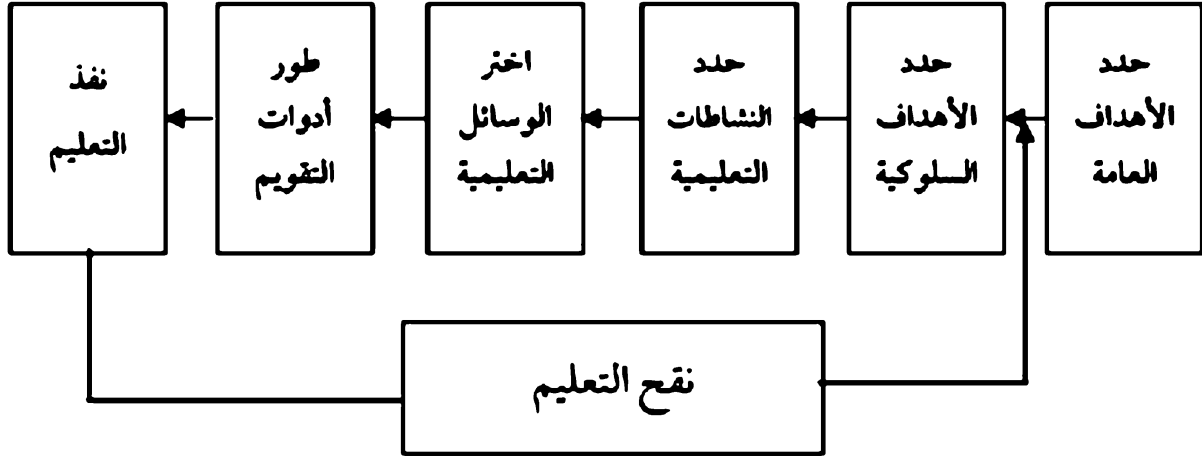 حدد
الأهداف
العامة
حدد
الأهداف
السلوكية
حدد
النشاطات
التعليمية
اختر
الوسائل
التعليمية
طور
أدوات
التقويم
نفذ
التعليم
نقح التعليم